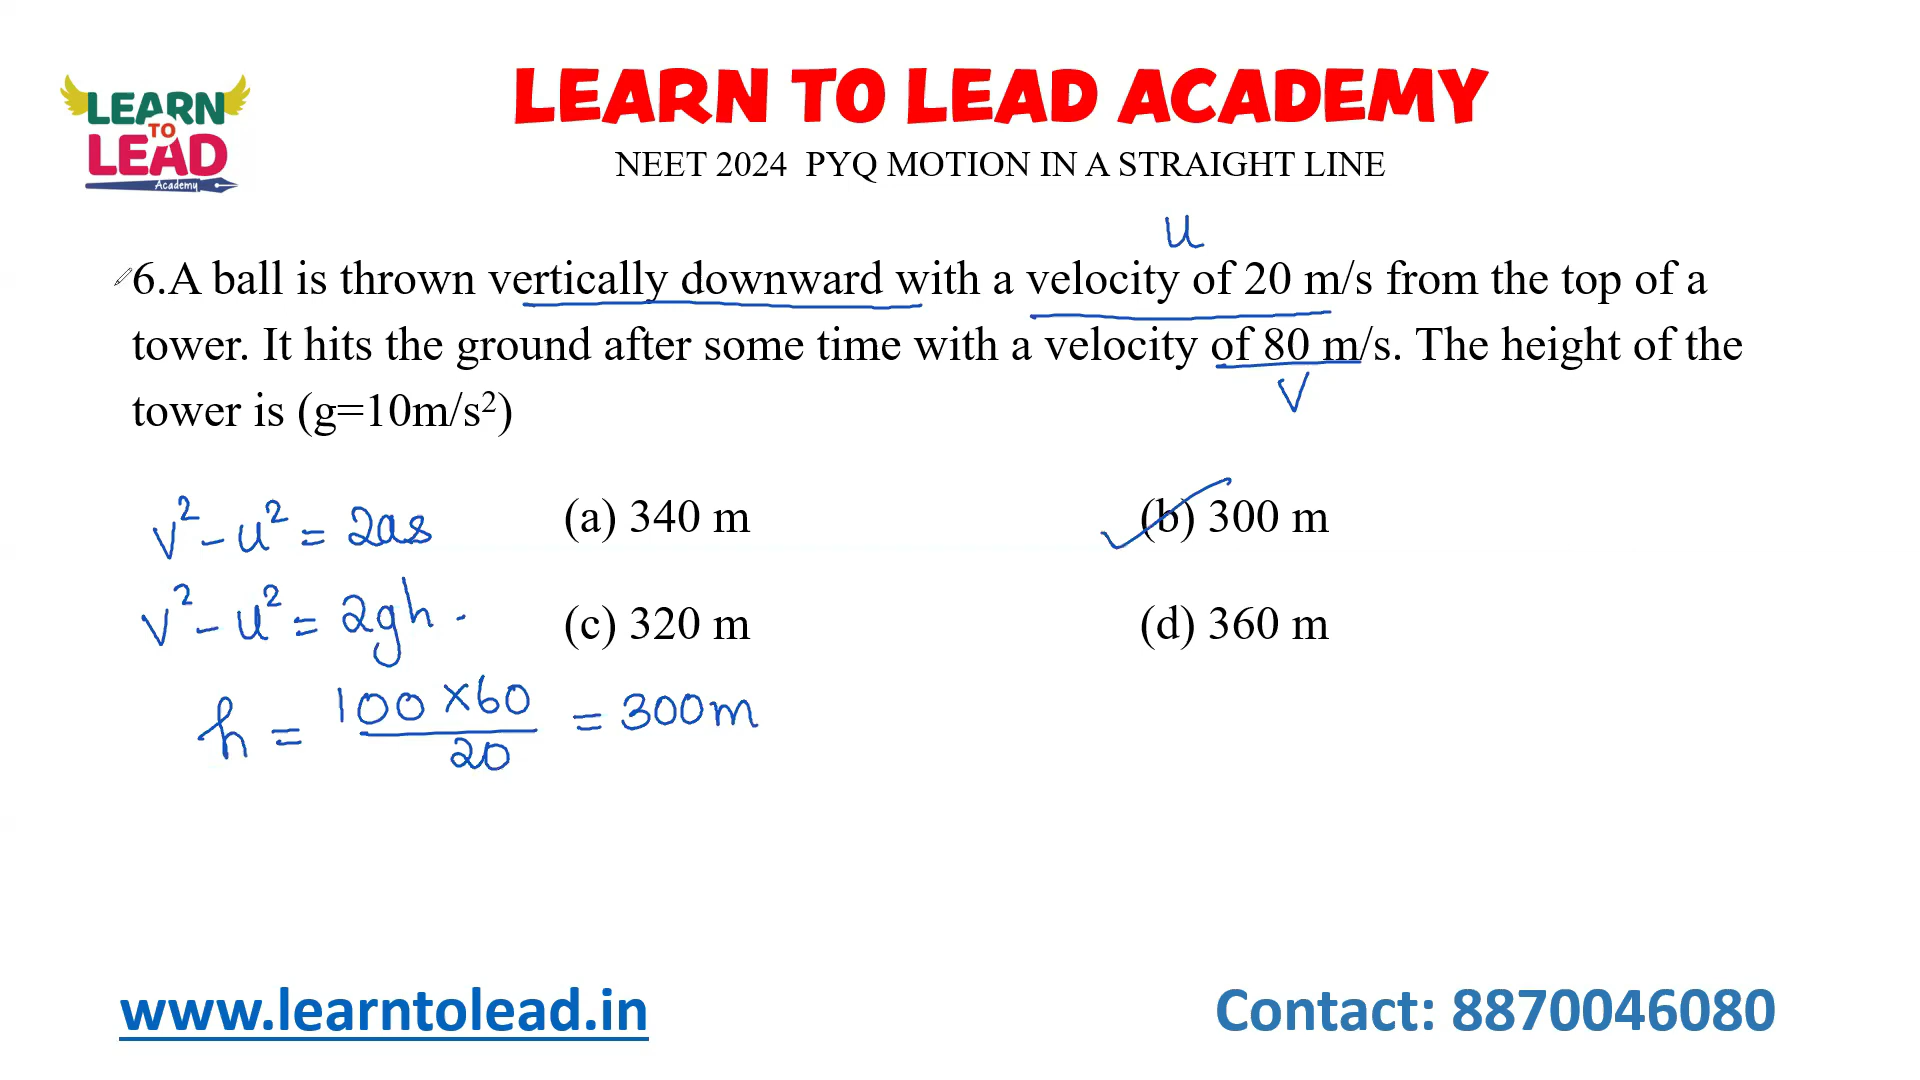 LEARN TO LEAD ACADEMY
LEARN
TO
LEAD
Academy
NEET 2024 PYQ MOTION IN A STRAIGHT LINE
u
6.A ball is thrown vertically downward with a velocity of 20 m/s from the top of a
tower. It hits the ground after some time with a velocity of 80 m/s. The height of the
v
tower is (g=10m/s²)
v² - u² = 2as
(a) 340 m
(b) 300 m
v² - u² = 2gh .
(c) 320 m
(d) 360 m
h = 100 × 60 / 20 = 300m
www.learntolead.in
Contact: 8870046080